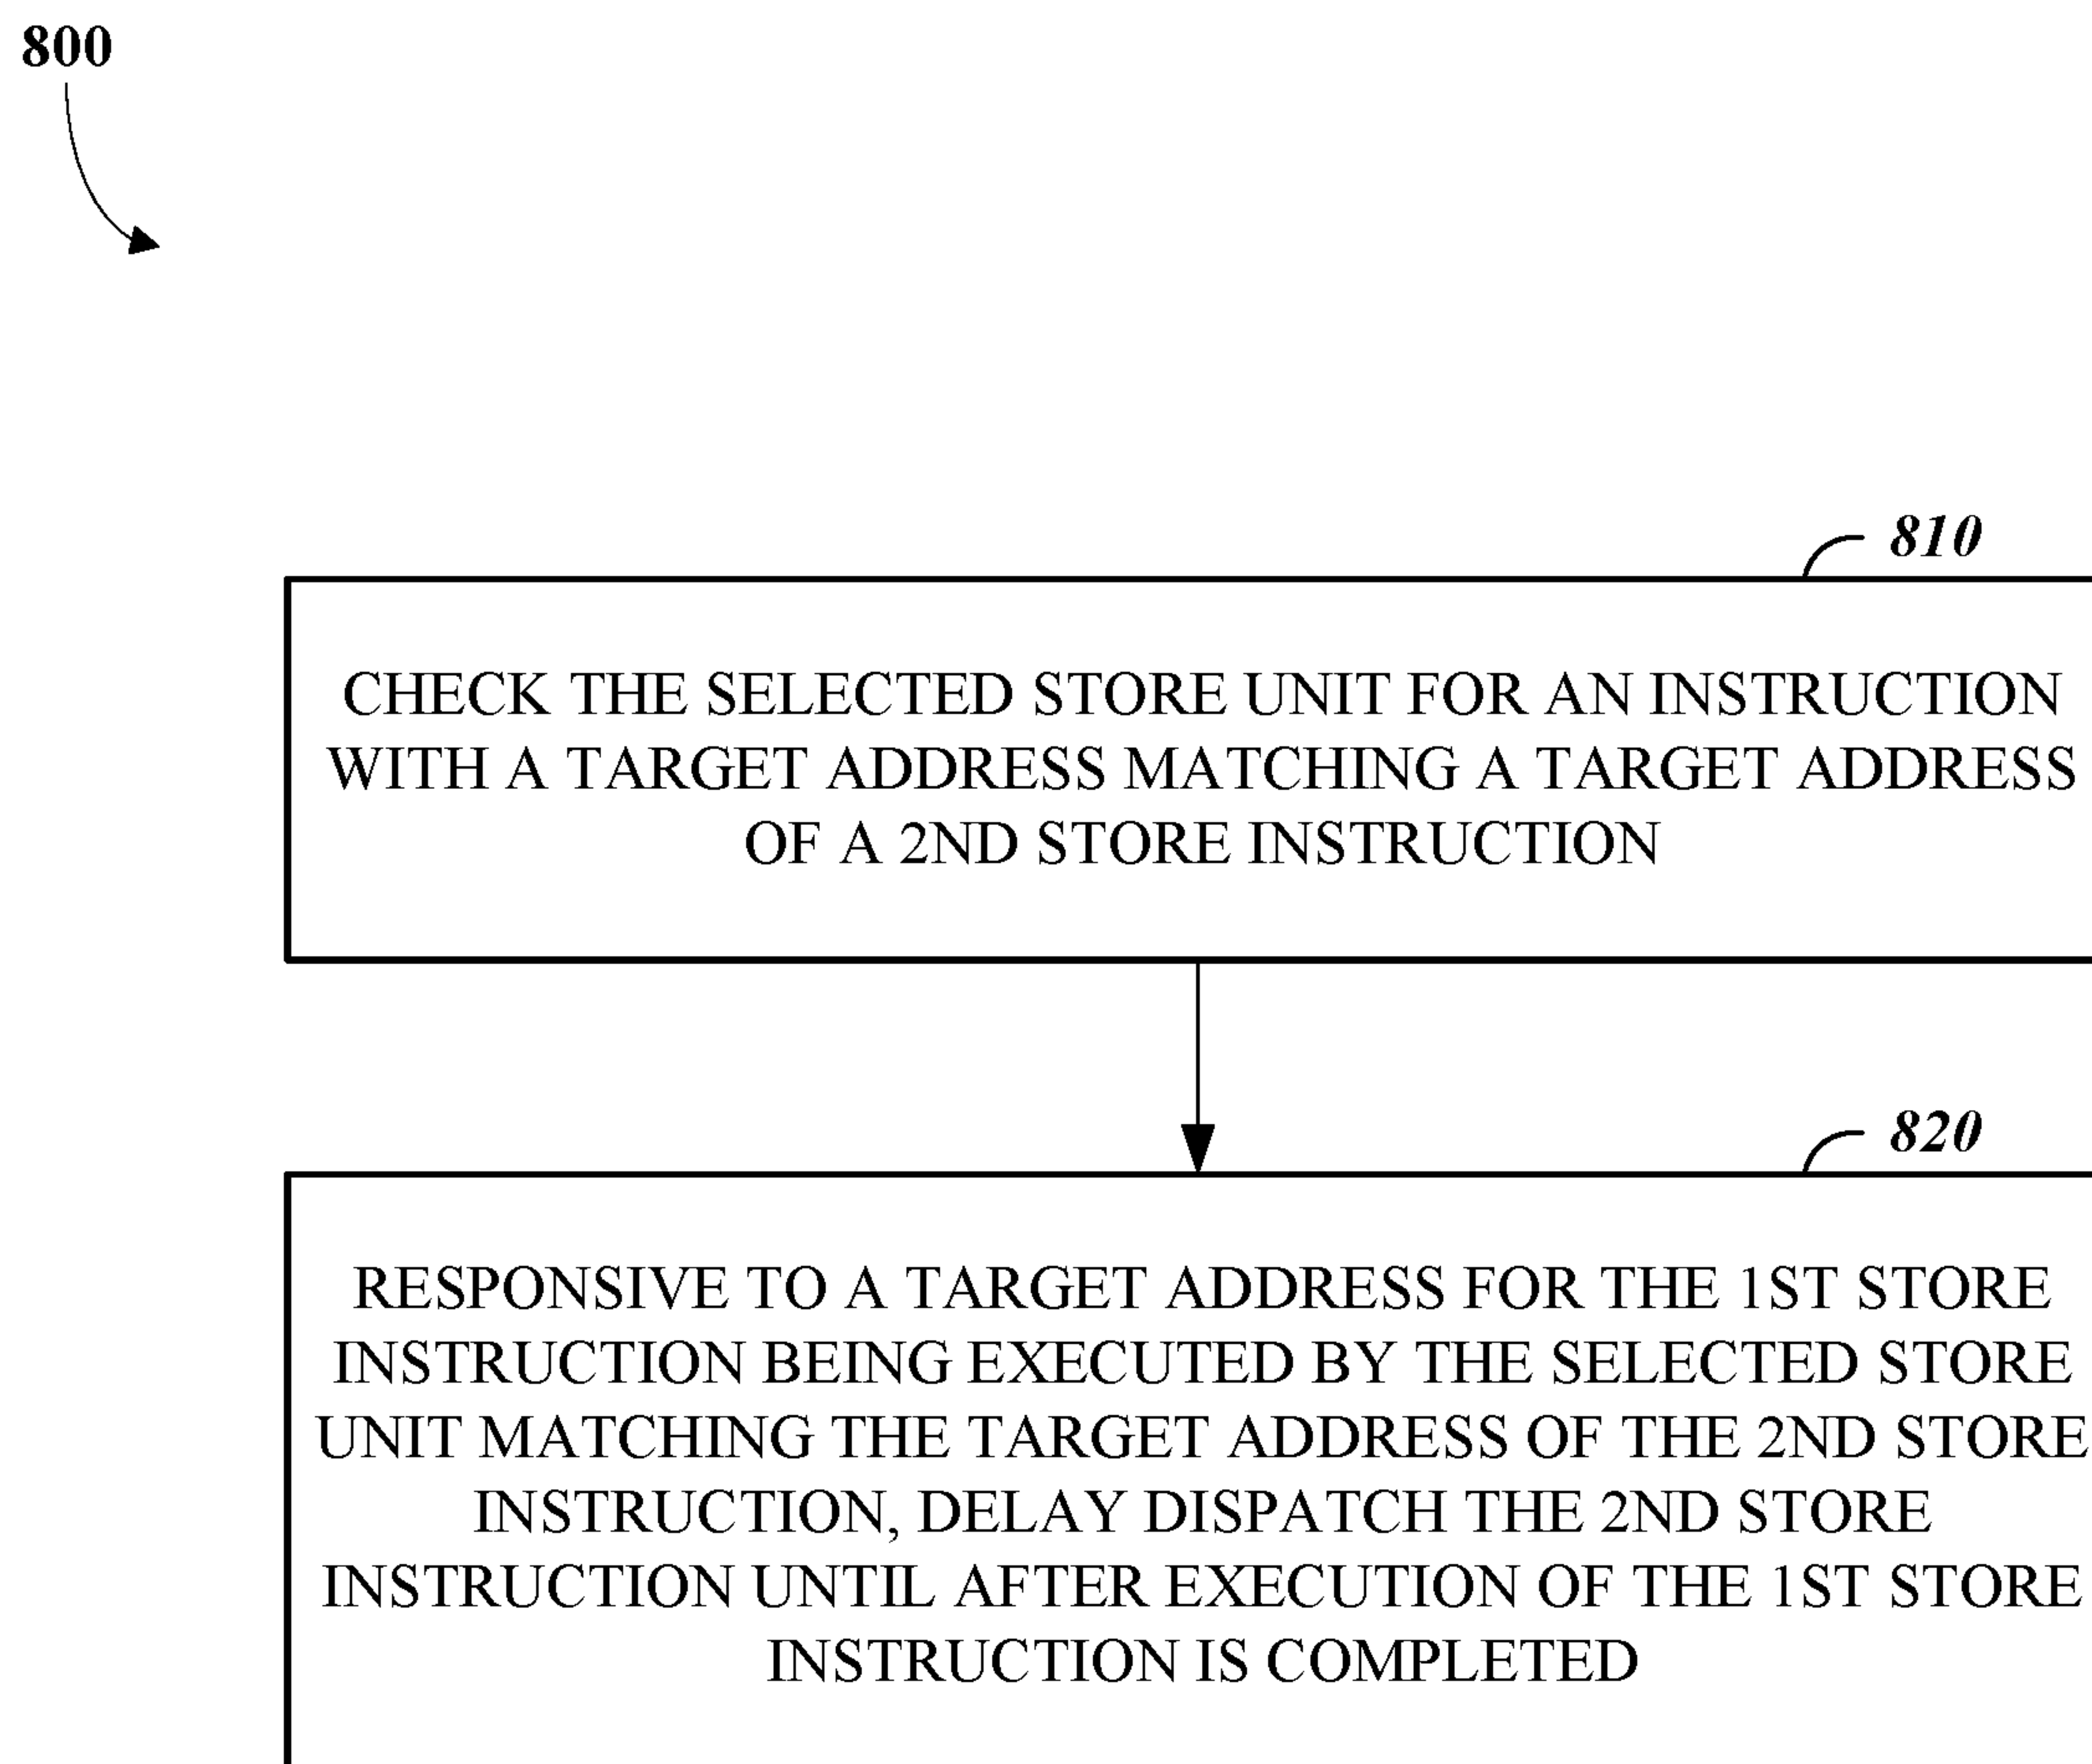 800
810
CHECK THE SELECTED STORE UNIT FOR AN INSTRUCTION
WITH A TARGET ADDRESS MATCHING A TARGET ADDRESS
OF A 2ND STORE INSTRUCTION
820
RESPONSIVE TO A TARGET ADDRESS FOR THE 1ST STORE
INSTRUCTION BEING EXECUTED BY THE SELECTED STORE
UNIT MATCHING THE TARGET ADDRESS OF THE 2ND STORE
INSTRUCTION, DELAY DISPATCH THE 2ND STORE
INSTRUCTION UNTIL AFTER EXECUTION OF THE 1ST STORE
INSTRUCTION IS COMPLETED